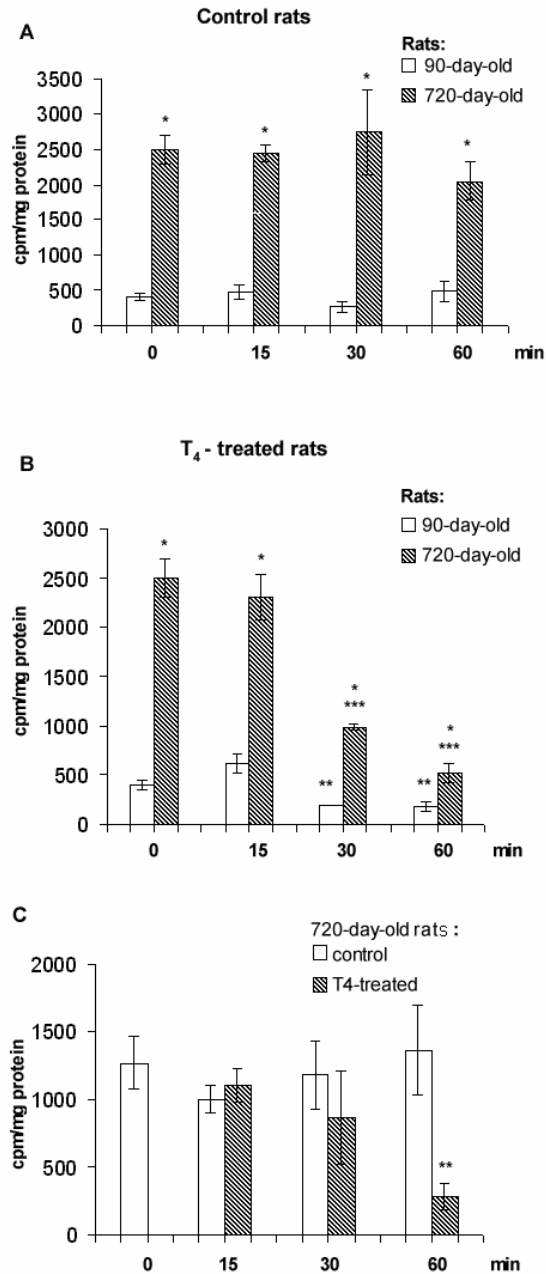 Control rats
A
Rats:
90-day-old
720-day-old
cpm/mg protein
3500
3000
2500
2000
1500
1000
500
0
*
*
*
*
0 15 30 60 min
T4 - treated rats
B
Rats:
90-day-old
720-day-old
cpm/mg protein
3000
2500
2000
1500
1000
500
0
*
*
*
***
*
***
**
**
0 15 30 60 min
C
720-day-old rats :
control
T4-treated
cpm/mg protein
2000
1500
1000
500
0
**
0 15 30 60 min